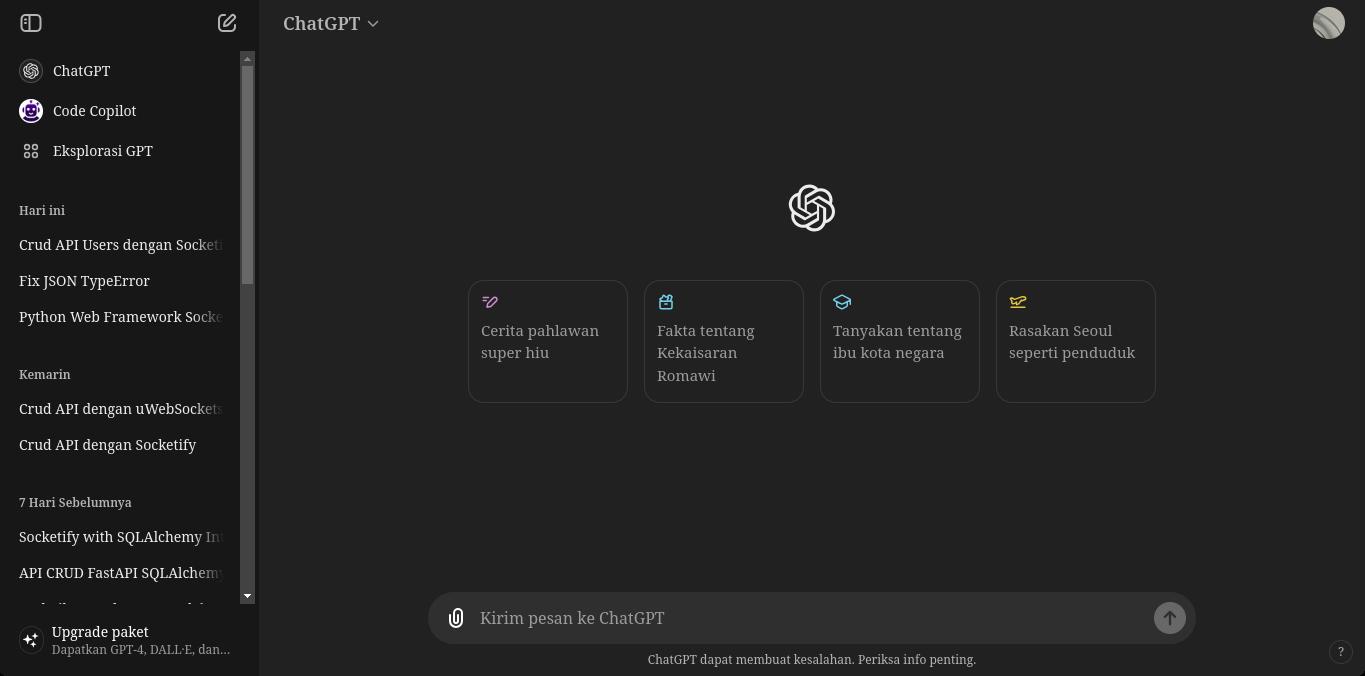 ChatGPT
Code Copilot
Eksplorasi GPT
Hari ini
Crud API Users dengan Socketi
Fix JSON TypeError
Python Web Framework Socke
Kemarin
Crud API dengan uWebSockets
Crud API dengan Socketify
7 Hari Sebelumnya
Socketify with SQLAlchemy Int
API CRUD FastAPI SQLAlchemy
Upgrade paket
Dapatkan GPT-4, DALL·E, dan...
ChatGPT
Cerita pahlawan
super hiu
Fakta tentang
Kekaisaran
Romawi
Tanyakan tentang
ibu kota negara
Rasakan Seoul
seperti penduduk
Kirim pesan ke ChatGPT
ChatGPT dapat membuat kesalahan. Periksa info penting.
?